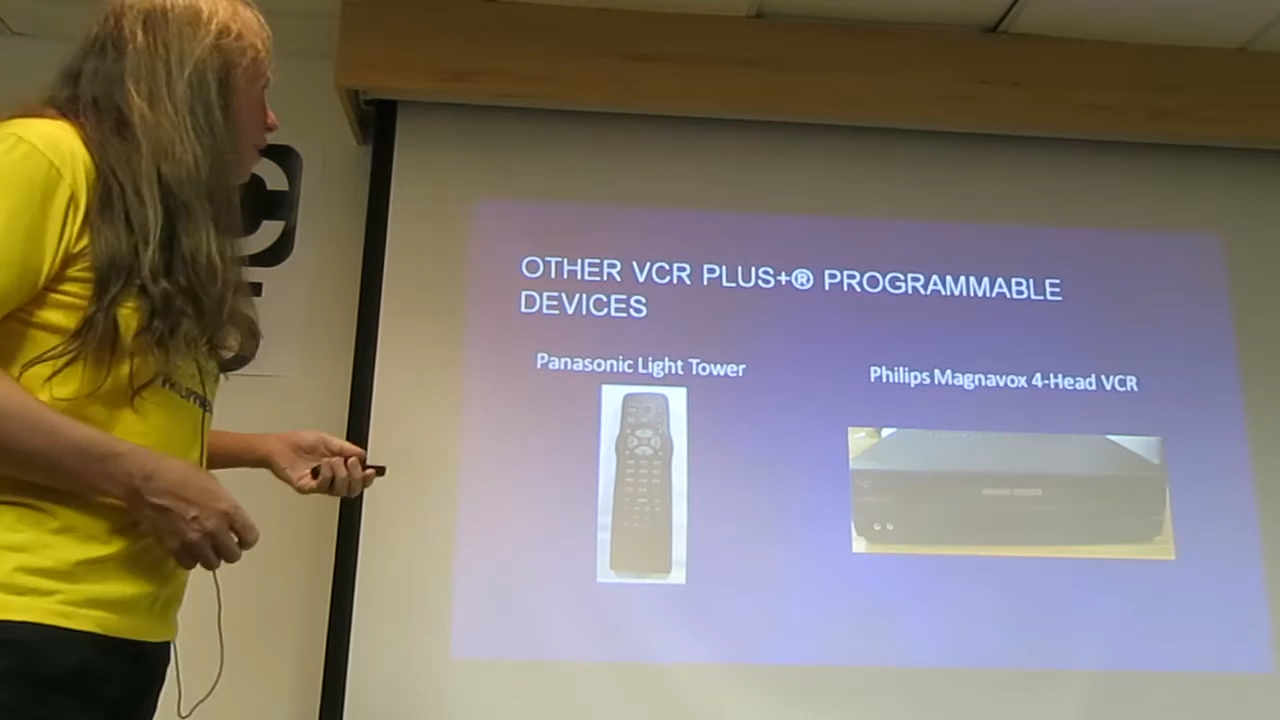 OTHER VCR PLUS+® PROGRAMMABLE
DEVICES
Panasonic Light Tower
Philips Magnavox 4-Head VCR